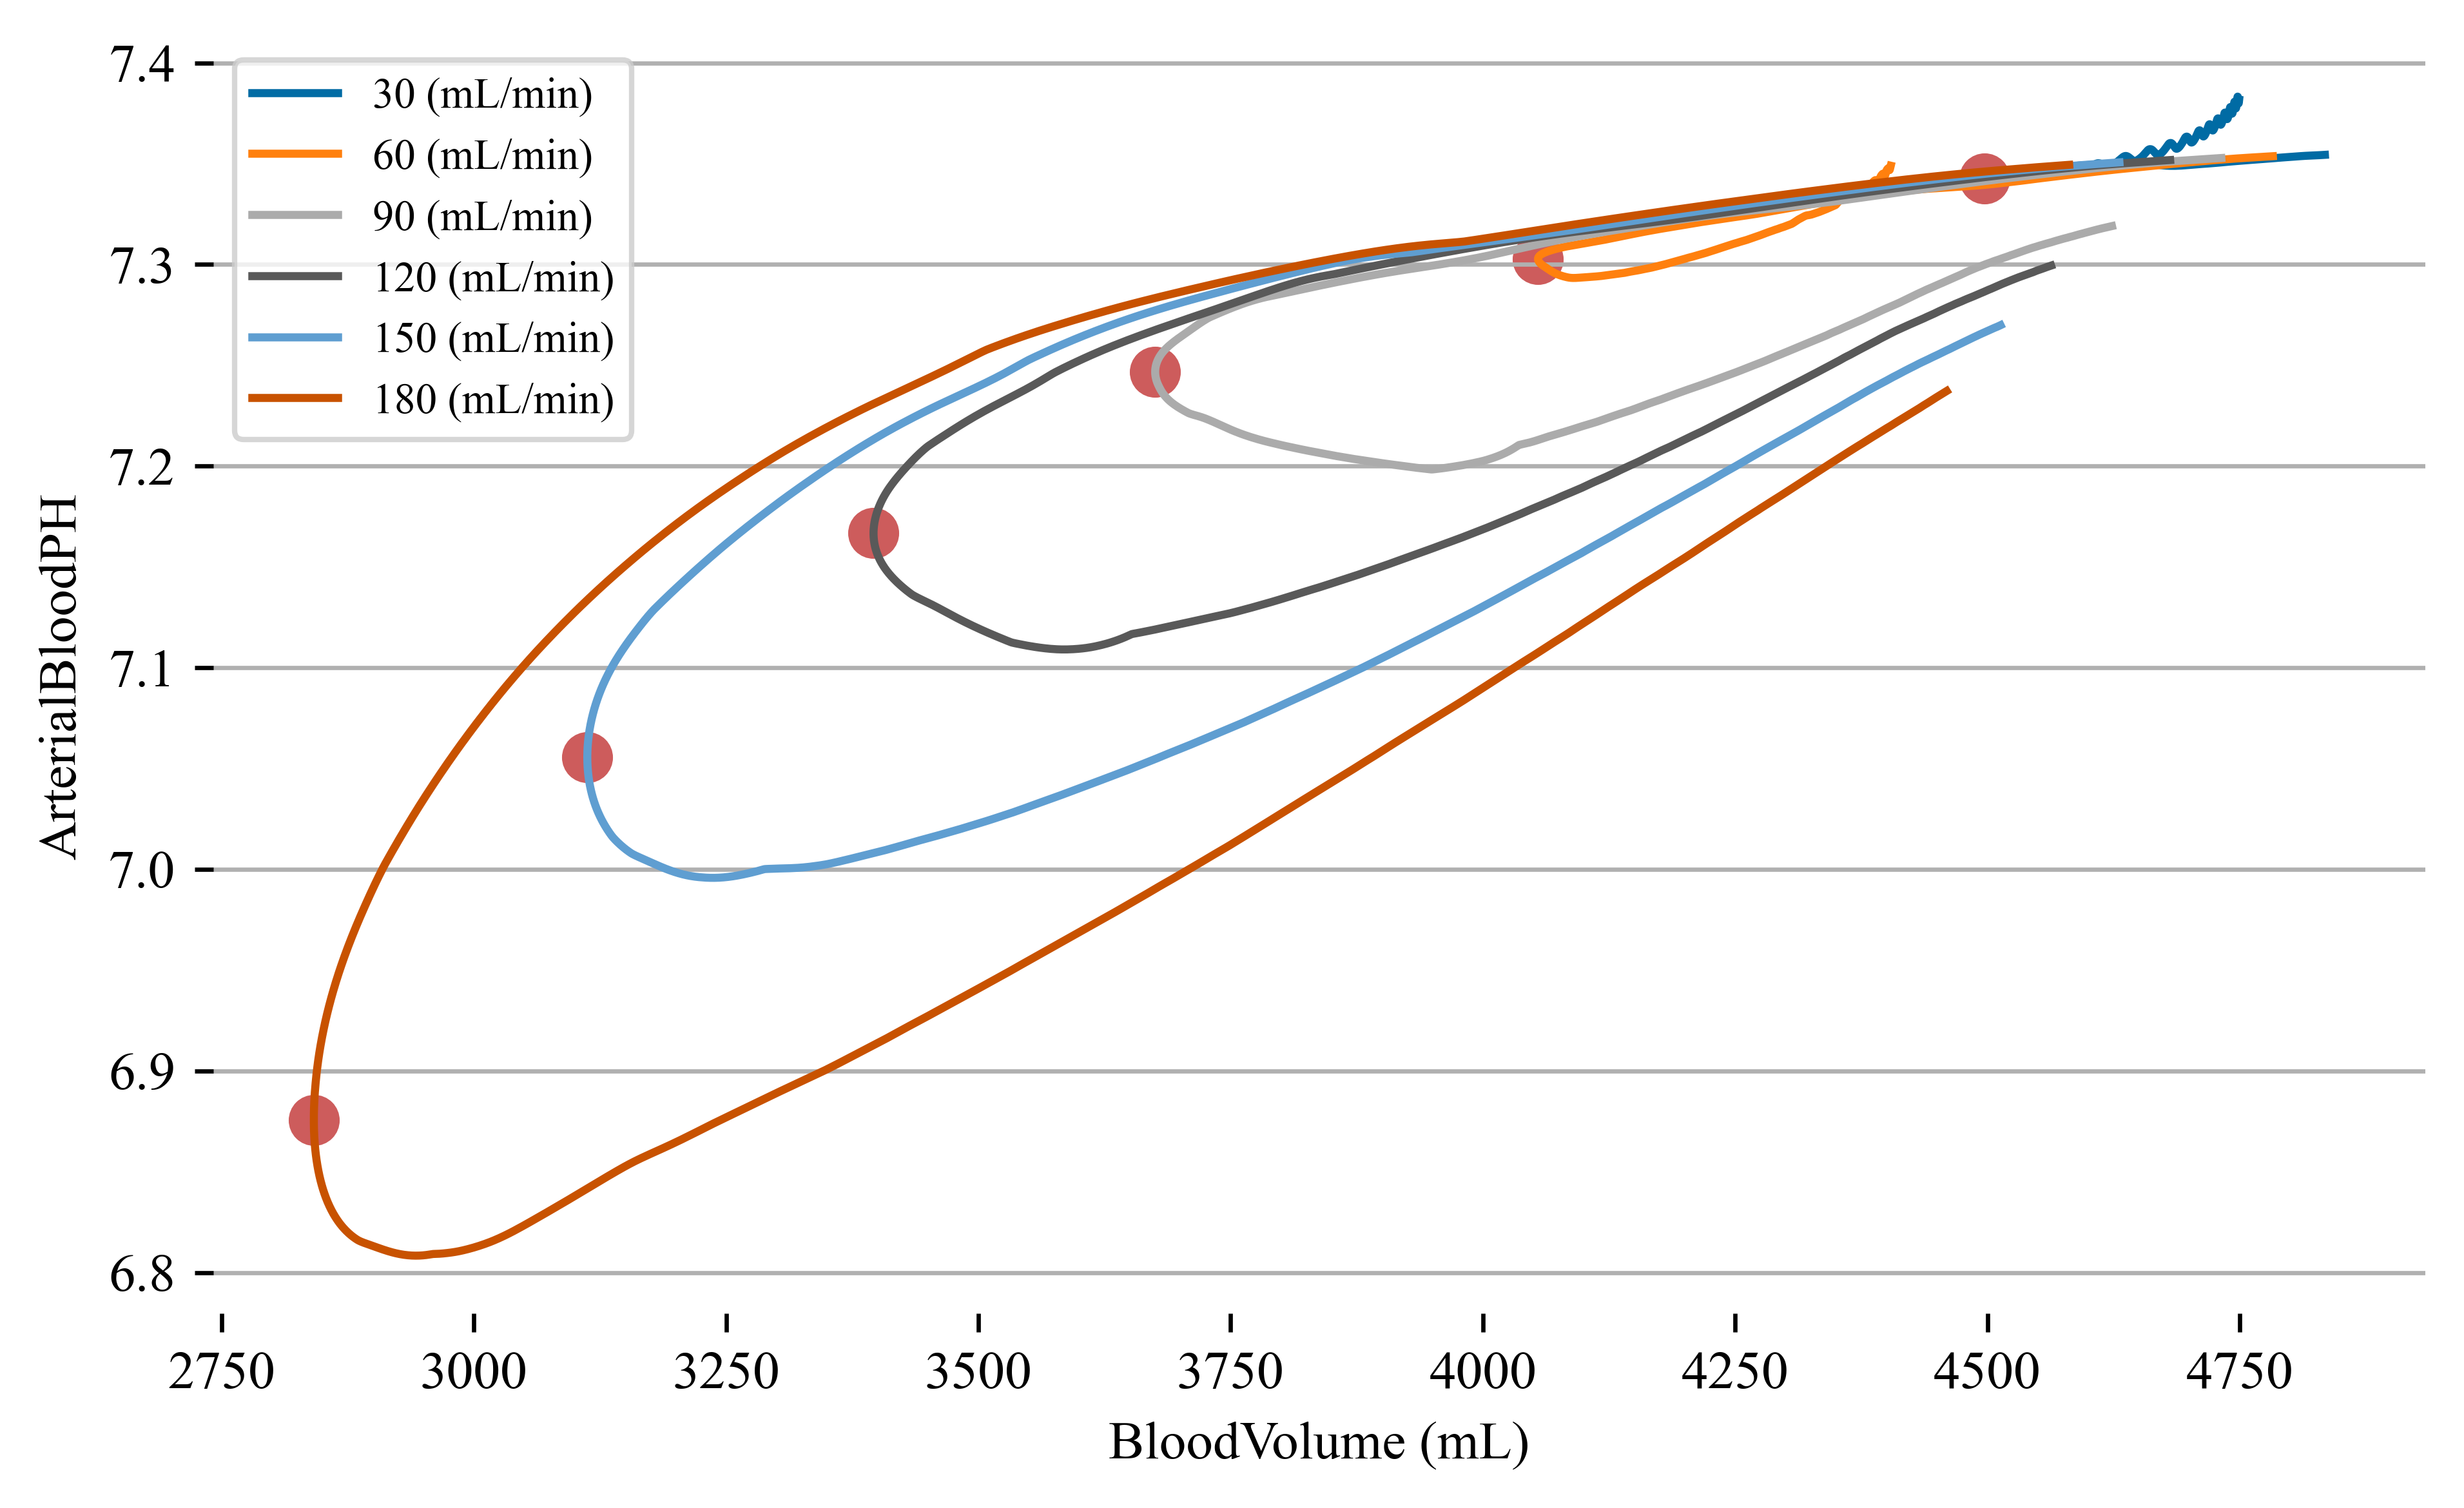 7.4
7.3
7.2
7.1
7.0
6.9
6.8
ArterialBloodPH
30 (mL/min)
60 (mL/min)
90 (mL/min)
120 (mL/min)
150 (mL/min)
180 (mL/min)
2750 3000 3250 3500 3750 4000 4250 4500 4750
BloodVolume (mL)